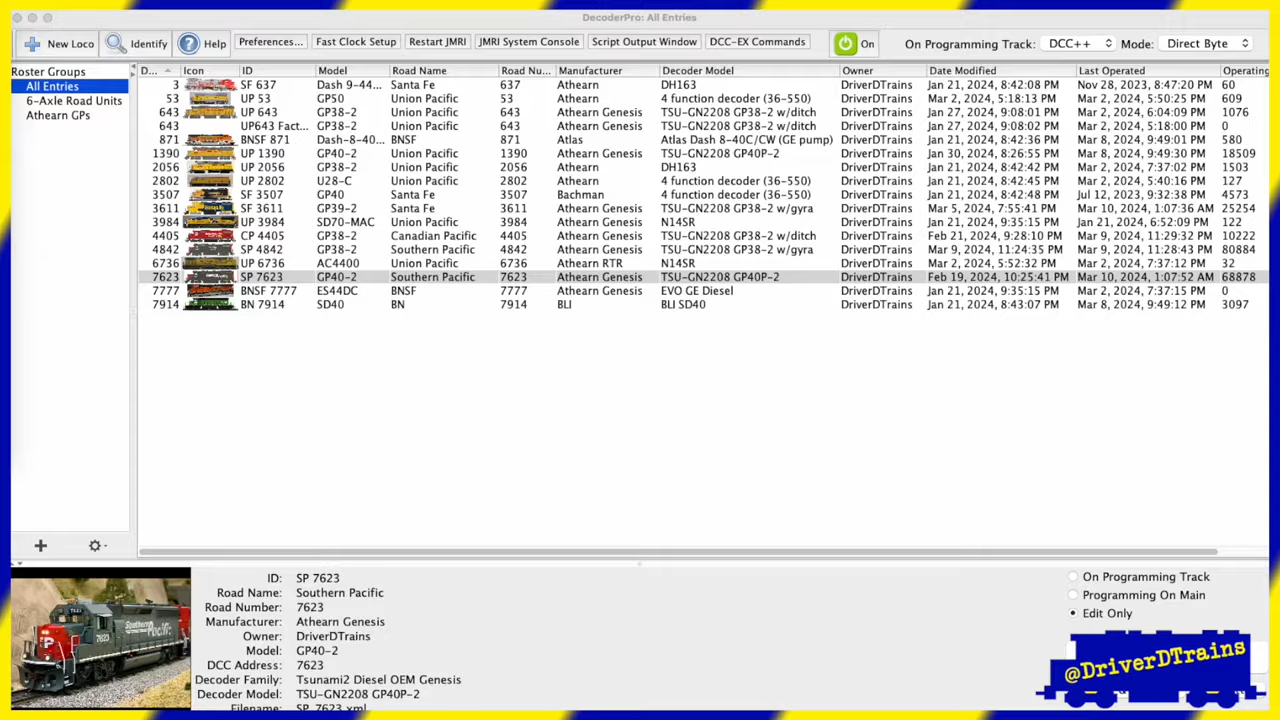 DecoderPro: All Entries
New Loco Identify Help Preferences... Fast Clock Setup Restart JMRI JMRI System Console Script Output Window DCC-EX Commands On On Programming Track: DCC++ Mode: Direct Byte
Roster Groups
All Entries
6-Axle Road Units
Athearn GPs
D... Icon ID Model Road Name Road Nu... Manufacturer Decoder Model Owner Date Modified Last Operated Operating
3 SF 637 Dash 9-44... Santa Fe 637 Athearn DH163 DriverDTrains Jan 21, 2024, 8:42:08 PM Nov 28, 2023, 8:47:20 PM 60
53 UP 53 GP50 Union Pacific 53 Athearn 4 function decoder (36-550) DriverDTrains Mar 2, 2024, 5:18:13 PM Mar 2, 2024, 5:50:25 PM 609
643 UP 643 GP38-2 Union Pacific 643 Athearn Genesis TSU-GN2208 GP38-2 w/ditch DriverDTrains Jan 27, 2024, 9:08:01 PM Mar 2, 2024, 6:04:09 PM 1076
643 UP643 Fact... GP38-2 Union Pacific 643 Athearn Genesis TSU-GN2208 GP38-2 w/ditch DriverDTrains Jan 27, 2024, 9:08:02 PM Mar 2, 2024, 5:18:00 PM 0
871 BNSF 871 Dash-8-40... BNSF 871 Atlas Atlas Dash 8-40C/CW (GE pump) DriverDTrains Jan 21, 2024, 8:42:36 PM Mar 2, 2024, 5:39:19 PM 580
1390 UP 1390 GP40-2 Union Pacific 1390 Athearn Genesis TSU-GN2208 GP40P-2 DriverDTrains Jan 30, 2024, 8:26:55 PM Mar 8, 2024, 9:49:30 PM 18509
2056 UP 2056 GP38-2 Union Pacific 2056 Athearn Genesis DH163 DriverDTrains Jan 21, 2024, 8:42:42 PM Mar 2, 2024, 7:37:02 PM 1503
2802 UP 2802 U28-C Union Pacific 2802 Athearn 4 function decoder (36-550) DriverDTrains Jan 21, 2024, 8:42:45 PM Mar 2, 2024, 5:40:16 PM 127
3507 SF 3507 GP40 Santa Fe 3507 Bachman 4 function decoder (36-550) DriverDTrains Jan 21, 2024, 8:42:48 PM Jul 12, 2023, 9:32:38 PM 4573
3611 SF 3611 GP39-2 Santa Fe 3611 Athearn Genesis TSU-GN2208 GP38-2 w/gyra DriverDTrains Mar 5, 2024, 7:55:41 PM Mar 10, 2024, 1:07:36 AM 25254
3984 UP 3984 SD70-MAC Union Pacific 3984 Athearn N14SR DriverDTrains Jan 21, 2024, 9:35:15 PM Jan 21, 2024, 6:52:09 PM 122
4405 CP 4405 GP38-2 Canadian Pacific 4405 Athearn Genesis TSU-GN2208 GP38-2 w/ditch DriverDTrains Feb 21, 2024, 9:28:10 PM Mar 9, 2024, 11:28:41 PM 10222
4842 SP 4842 GP38-2 Southern Pacific 4842 Athearn Genesis TSU-GN2208 GP38-2 w/gyra DriverDTrains Mar 9, 2024, 11:24:35 PM Mar 9, 2024, 11:28:43 PM 80884
6736 UP 6736 AC4400 Union Pacific 6736 Athearn RTR N14SR DriverDTrains Mar 2, 2024, 5:52:32 PM Mar 2, 2024, 7:37:12 PM 32
7623 SP 7623 GP40-2 Southern Pacific 7623 Athearn Genesis TSU-GN2208 GP40P-2 DriverDTrains Feb 19, 2024, 10:25:41 PM Mar 10, 2024, 1:07:52 AM 68878
7777 BNSF 7777 ES44DC BNSF 7777 Athearn Genesis EVO GE Diesel DriverDTrains Jan 21, 2024, 9:35:15 PM Mar 2, 2024, 7:37:15 PM 0
7914 BN 7914 SD40 BN 7914 BLI BLI SD40 DriverDTrains Jan 21, 2024, 8:43:07 PM Mar 8, 2024, 9:49:12 PM 3097
ID: SP 7623
Road Name: Southern Pacific
Road Number: 7623
Manufacturer: Athearn Genesis
Owner: DriverDTrains
Model: GP40-2
DCC Address: 7623
Decoder Family: Tsunami2 Diesel OEM Genesis
Decoder Model: TSU-GN2208 GP40P-2
Filename: SP_7623.xml
On Programming Track
Programming On Main
Edit Only
Southern Pacific
7623
@DriverDTrains